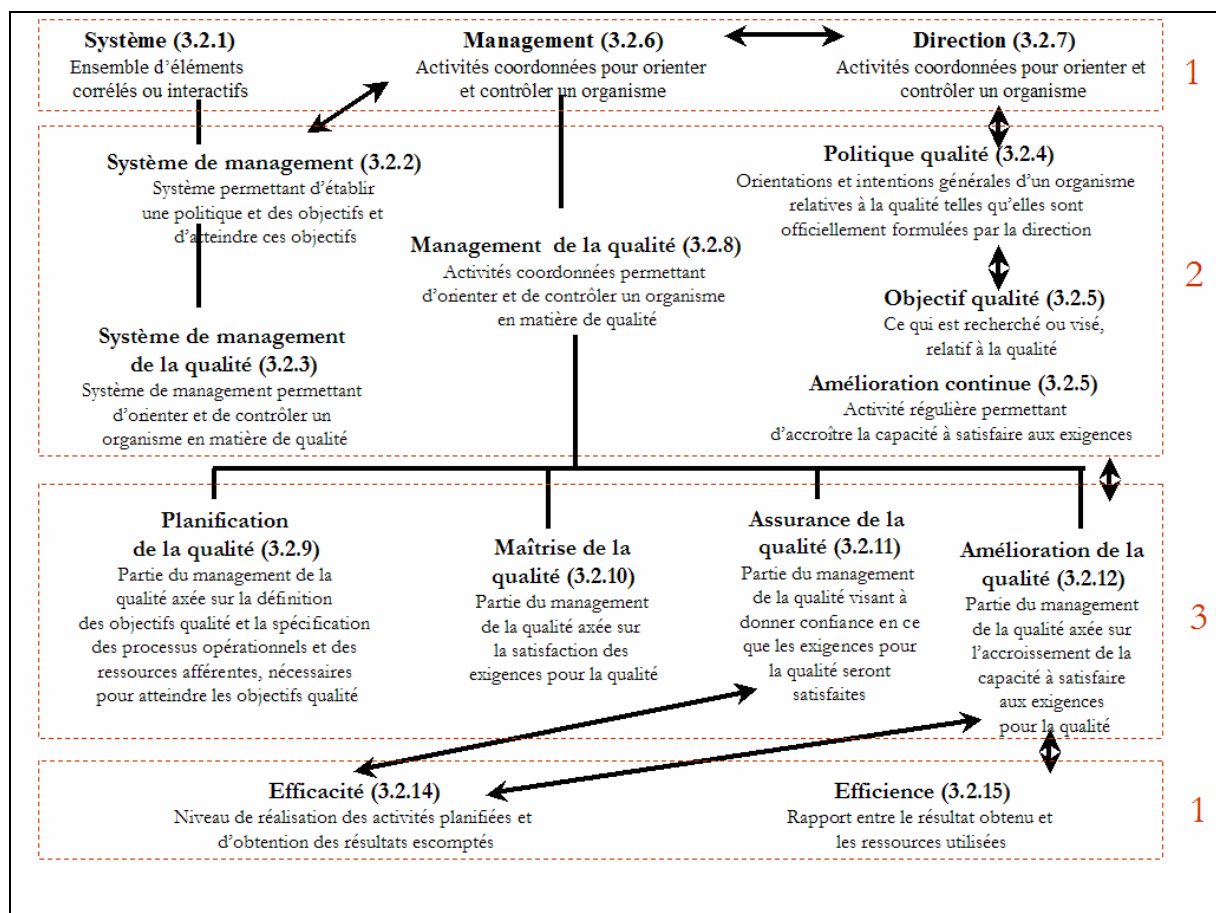 Système (3.2.1)
Ensemble d'éléments
corrélés ou interactifs
Management (3.2.6)
Activités coordonnées pour orienter
et contrôler un organisme
Direction (3.2.7)
Activités coordonnées pour orienter et
contrôler un organisme
1
Système de management (3.2.2)
Système permettant d'établir
une politique et des objectifs et
d'atteindre ces objectifs
Système de management
de la qualité (3.2.3)
Système de management permettant
d'orienter et de contrôler un
organisme en matière de qualité
Management de la qualité (3.2.8)
Activités coordonnées permettant
d'orienter et de contrôler un organisme
en matière de qualité
Politique qualité (3.2.4)
Orientations et intentions générales d'un organisme
relatives à la qualité telles qu'elles sont
officiellement formulées par la direction
Objectif qualité (3.2.5)
Ce qui est recherché ou visé,
relatif à la qualité
Amélioration continue (3.2.5)
Activité régulière permettant
d'accroître la capacité à satisfaire aux exigences
2
Planification
de la qualité (3.2.9)
Partie du management de la
qualité axée sur la définition
des objectifs qualité et la spécification
des processus opérationnels et des
ressources afférentes, nécessaires
pour atteindre les objectifs qualité
Maîtrise de la
qualité (3.2.10)
Partie du management
de la qualité axée sur
la satisfaction des
exigences pour la qualité
Assurance de la
qualité (3.2.11)
Partie du management
de la qualité visant à
donner confiance en ce
que les exigences pour
la qualité seront
satisfaites
Amélioration de la
qualité (3.2.12)
Partie du management
de la qualité axée sur
l'accroissement de la
capacité à satisfaire
aux exigences
pour la qualité
3
Efficacité (3.2.14)
Niveau de réalisation des activités planifiées et
d'obtention des résultats escomptés
Efficience (3.2.15)
Rapport entre le résultat obtenu et
les ressources utilisées
1